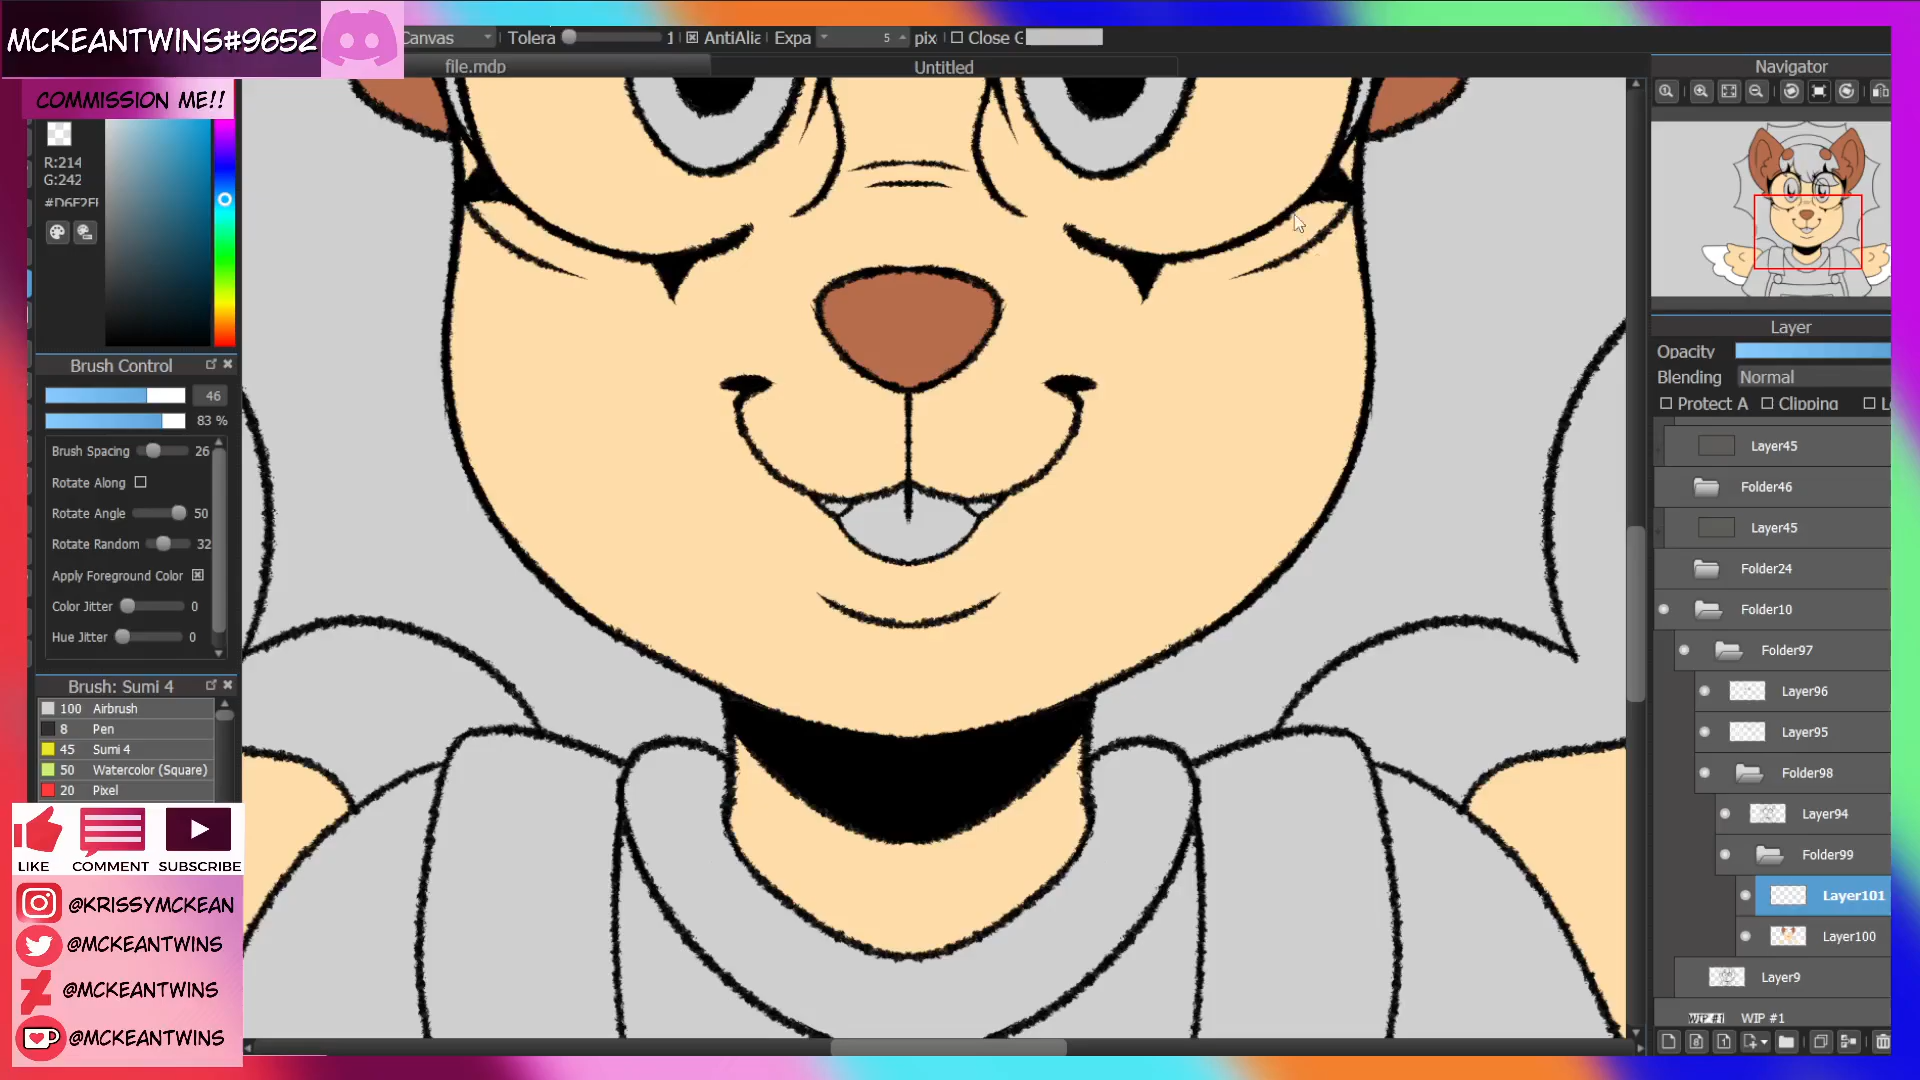 MCKEANTWINS#9652
COMMISSION ME!!
Canvas
Tolera
1
AntiAlia
Expa
5
pix
Close G
file.mdp
Untitled
Navigator
R:214
G:242
Brush Control
46
83 %
Brush Spacing
26
Rotate Along
Rotate Angle
50
Rotate Random
32
Apply Foreground Color
Color Jitter
0
Hue Jitter
0
Brush: Sumi 4
100 Airbrush
8 Pen
45 Sumi 4
50 Watercolor (Square)
20 Pixel
LIKE COMMENT SUBSCRIBE
@KRISSYMCKEAN
@MCKEANTWINS
@MCKEANTWINS
@MCKEANTWINS
Layer
Opacity
Blending Normal
Protect A Clipping
Layer45
Folder46
Layer45
Folder24
Folder10
Folder97
Layer96
Layer95
Folder98
Layer94
Folder99
Layer101
Layer100
Layer9
WIP #1 WIP #1